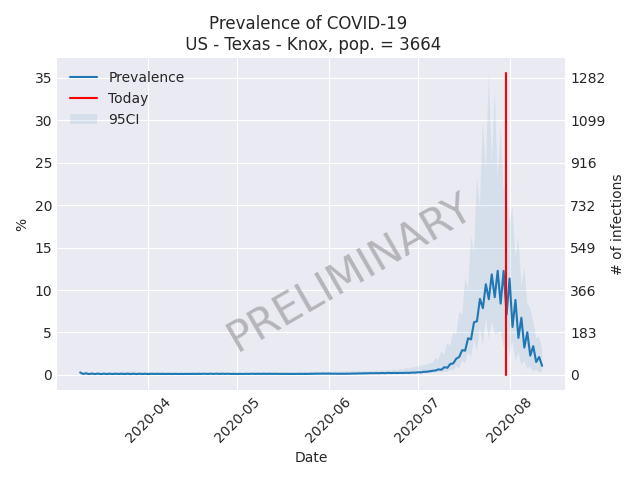 Prevalence of COVID-19
US - Texas - Knox, pop. = 3664
Prevalence
Today
95CI
35
30
25
20
15
10
5
0
%
1282
1099
916
732
549
366
183
0
# of infections
PRELIMINARY
2020-04
2020-05
2020-06
2020-07
2020-08
Date